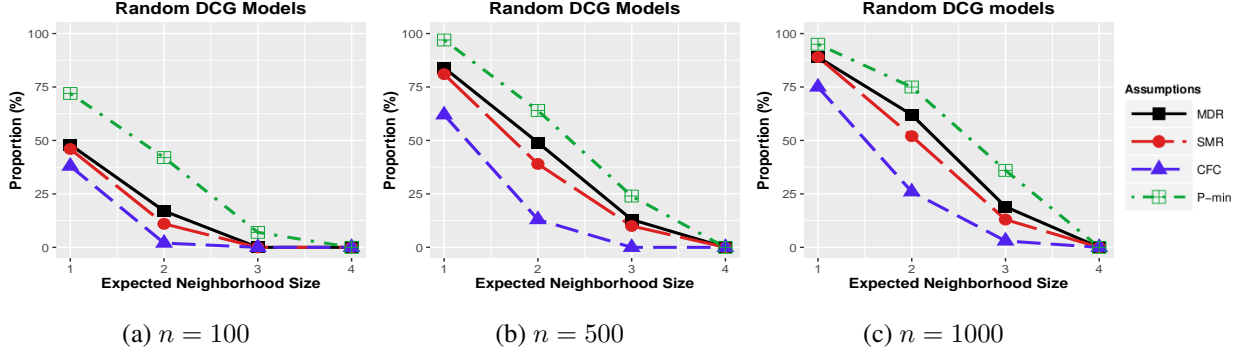 Random DCG Models
Proportion (%)
100
75
50
25
0
1 2 3 4
Expected Neighborhood Size
(a) n = 100
Random DCG Models
Proportion (%)
100
75
50
25
0
1 2 3 4
Expected Neighborhood Size
(b) n = 500
Random DCG models
Proportion (%)
100
75
50
25
0
1 2 3 4
Expected Neighborhood Size
(c) n = 1000
Assumptions
MDR
SMR
CFC
P-min